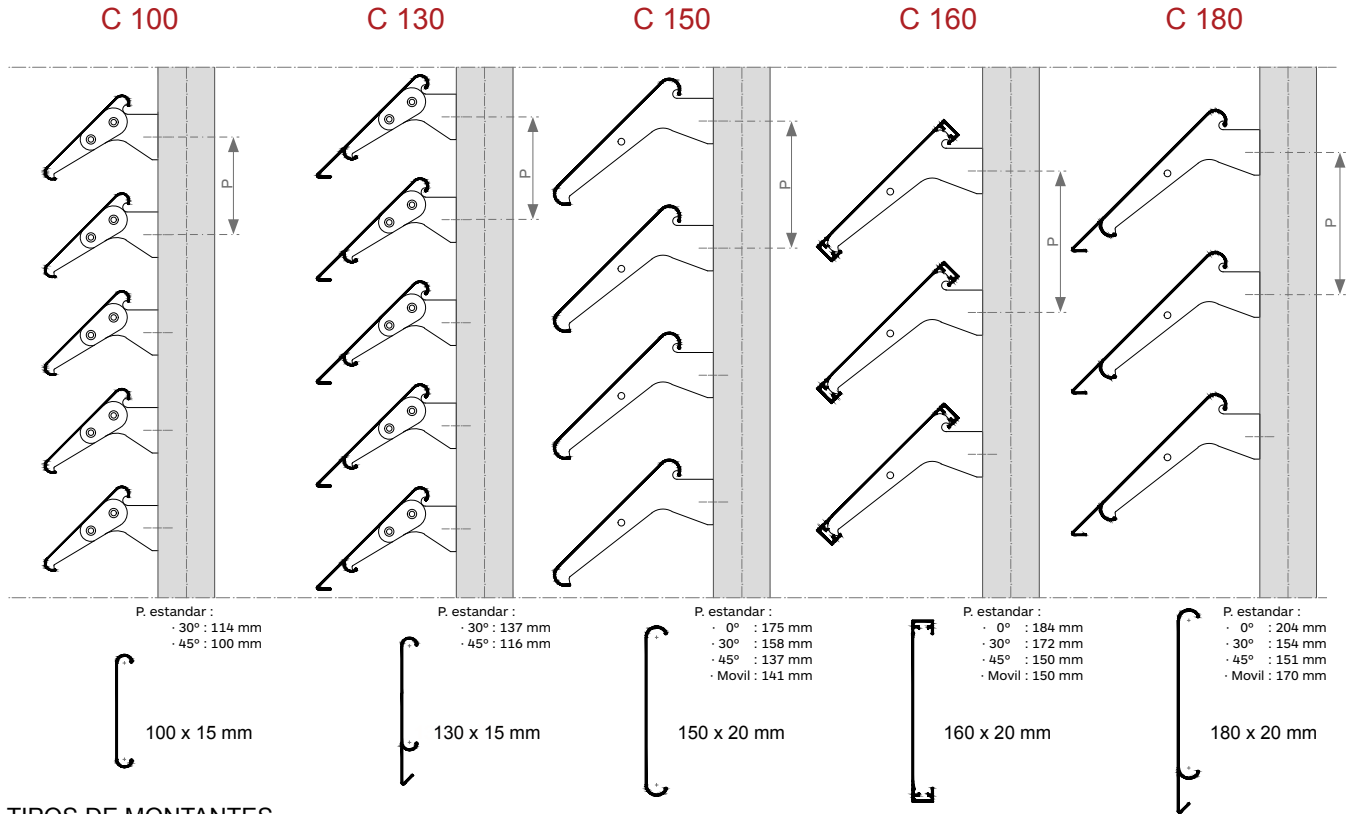 C 100
C 130
C 150
C 160
C 180
P
P
P
P
P
P. estandar :
· 30º : 114 mm
· 45º : 100 mm
P. estandar :
· 30º : 137 mm
· 45º : 116 mm
P. estandar :
· 0º : 175 mm
· 30º : 158 mm
· 45º : 137 mm
· Movil : 141 mm
P. estandar :
· 0º : 184 mm
· 30º : 172 mm
· 45º : 150 mm
· Movil : 150 mm
P. estandar :
· 0º : 204 mm
· 30º : 154 mm
· 45º : 151 mm
· Movil : 170 mm
100 x 15 mm
130 x 15 mm
150 x 20 mm
160 x 20 mm
180 x 20 mm
TIPOS DE MONTANTES